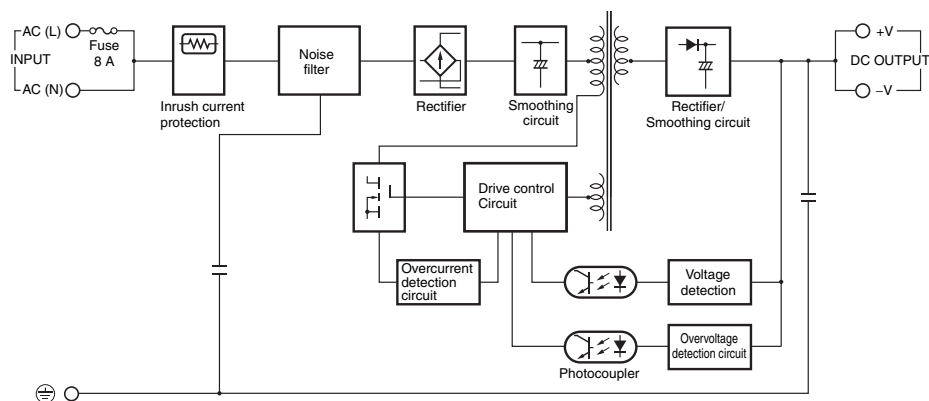 AC (L)
Fuse
8 A
INPUT
AC (N)
Inrush current
protection
Noise
filter
Rectifier
Smoothing
circuit
Rectifier/
Smoothing circuit
+V
DC OUTPUT
–V
Drive control
Circuit
Overcurrent
detection
circuit
Voltage
detection
Overvoltage
detection circuit
Photocoupler